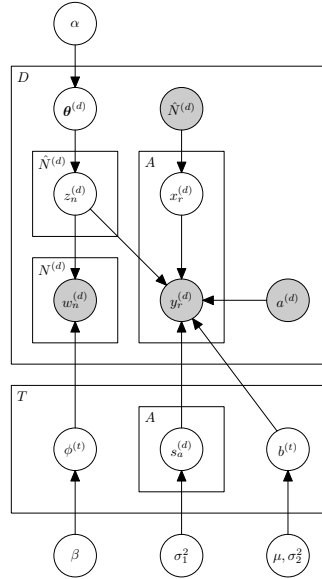 α
D
θ^(d)
N̂^(d)
N̂^(d)
A
z_n^(d)
x_r^(d)
N^(d)
w_n^(d)
y_r^(d)
a^(d)
T
A
ϕ^(t)
s_a^(d)
b^(t)
β
σ_1^2
μ, σ_2^2